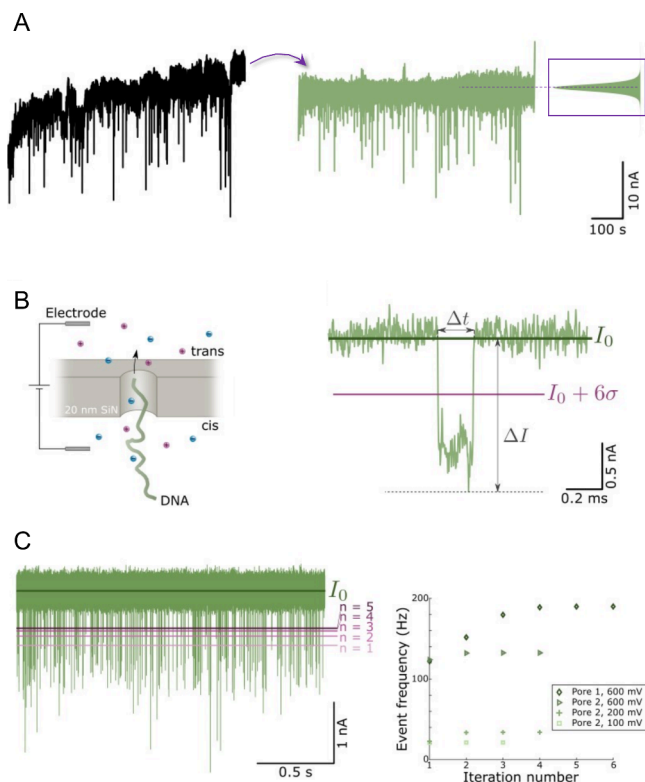 A
10 nA
100 s
B
Electrode
trans
20 nm SiN
cis
DNA
Δt
I₀
I₀ + 6σ
ΔI
0.5 nA
0.2 ms
C
I₀
n = 5
n = 4
n = 3
n = 2
n = 1
1 nA
0.5 s
Event frequency (Hz)
200
100
0
Pore 1, 600 mV
Pore 2, 600 mV
Pore 2, 200 mV
Pore 2, 100 mV
1 2 3 4 5 6
Iteration number